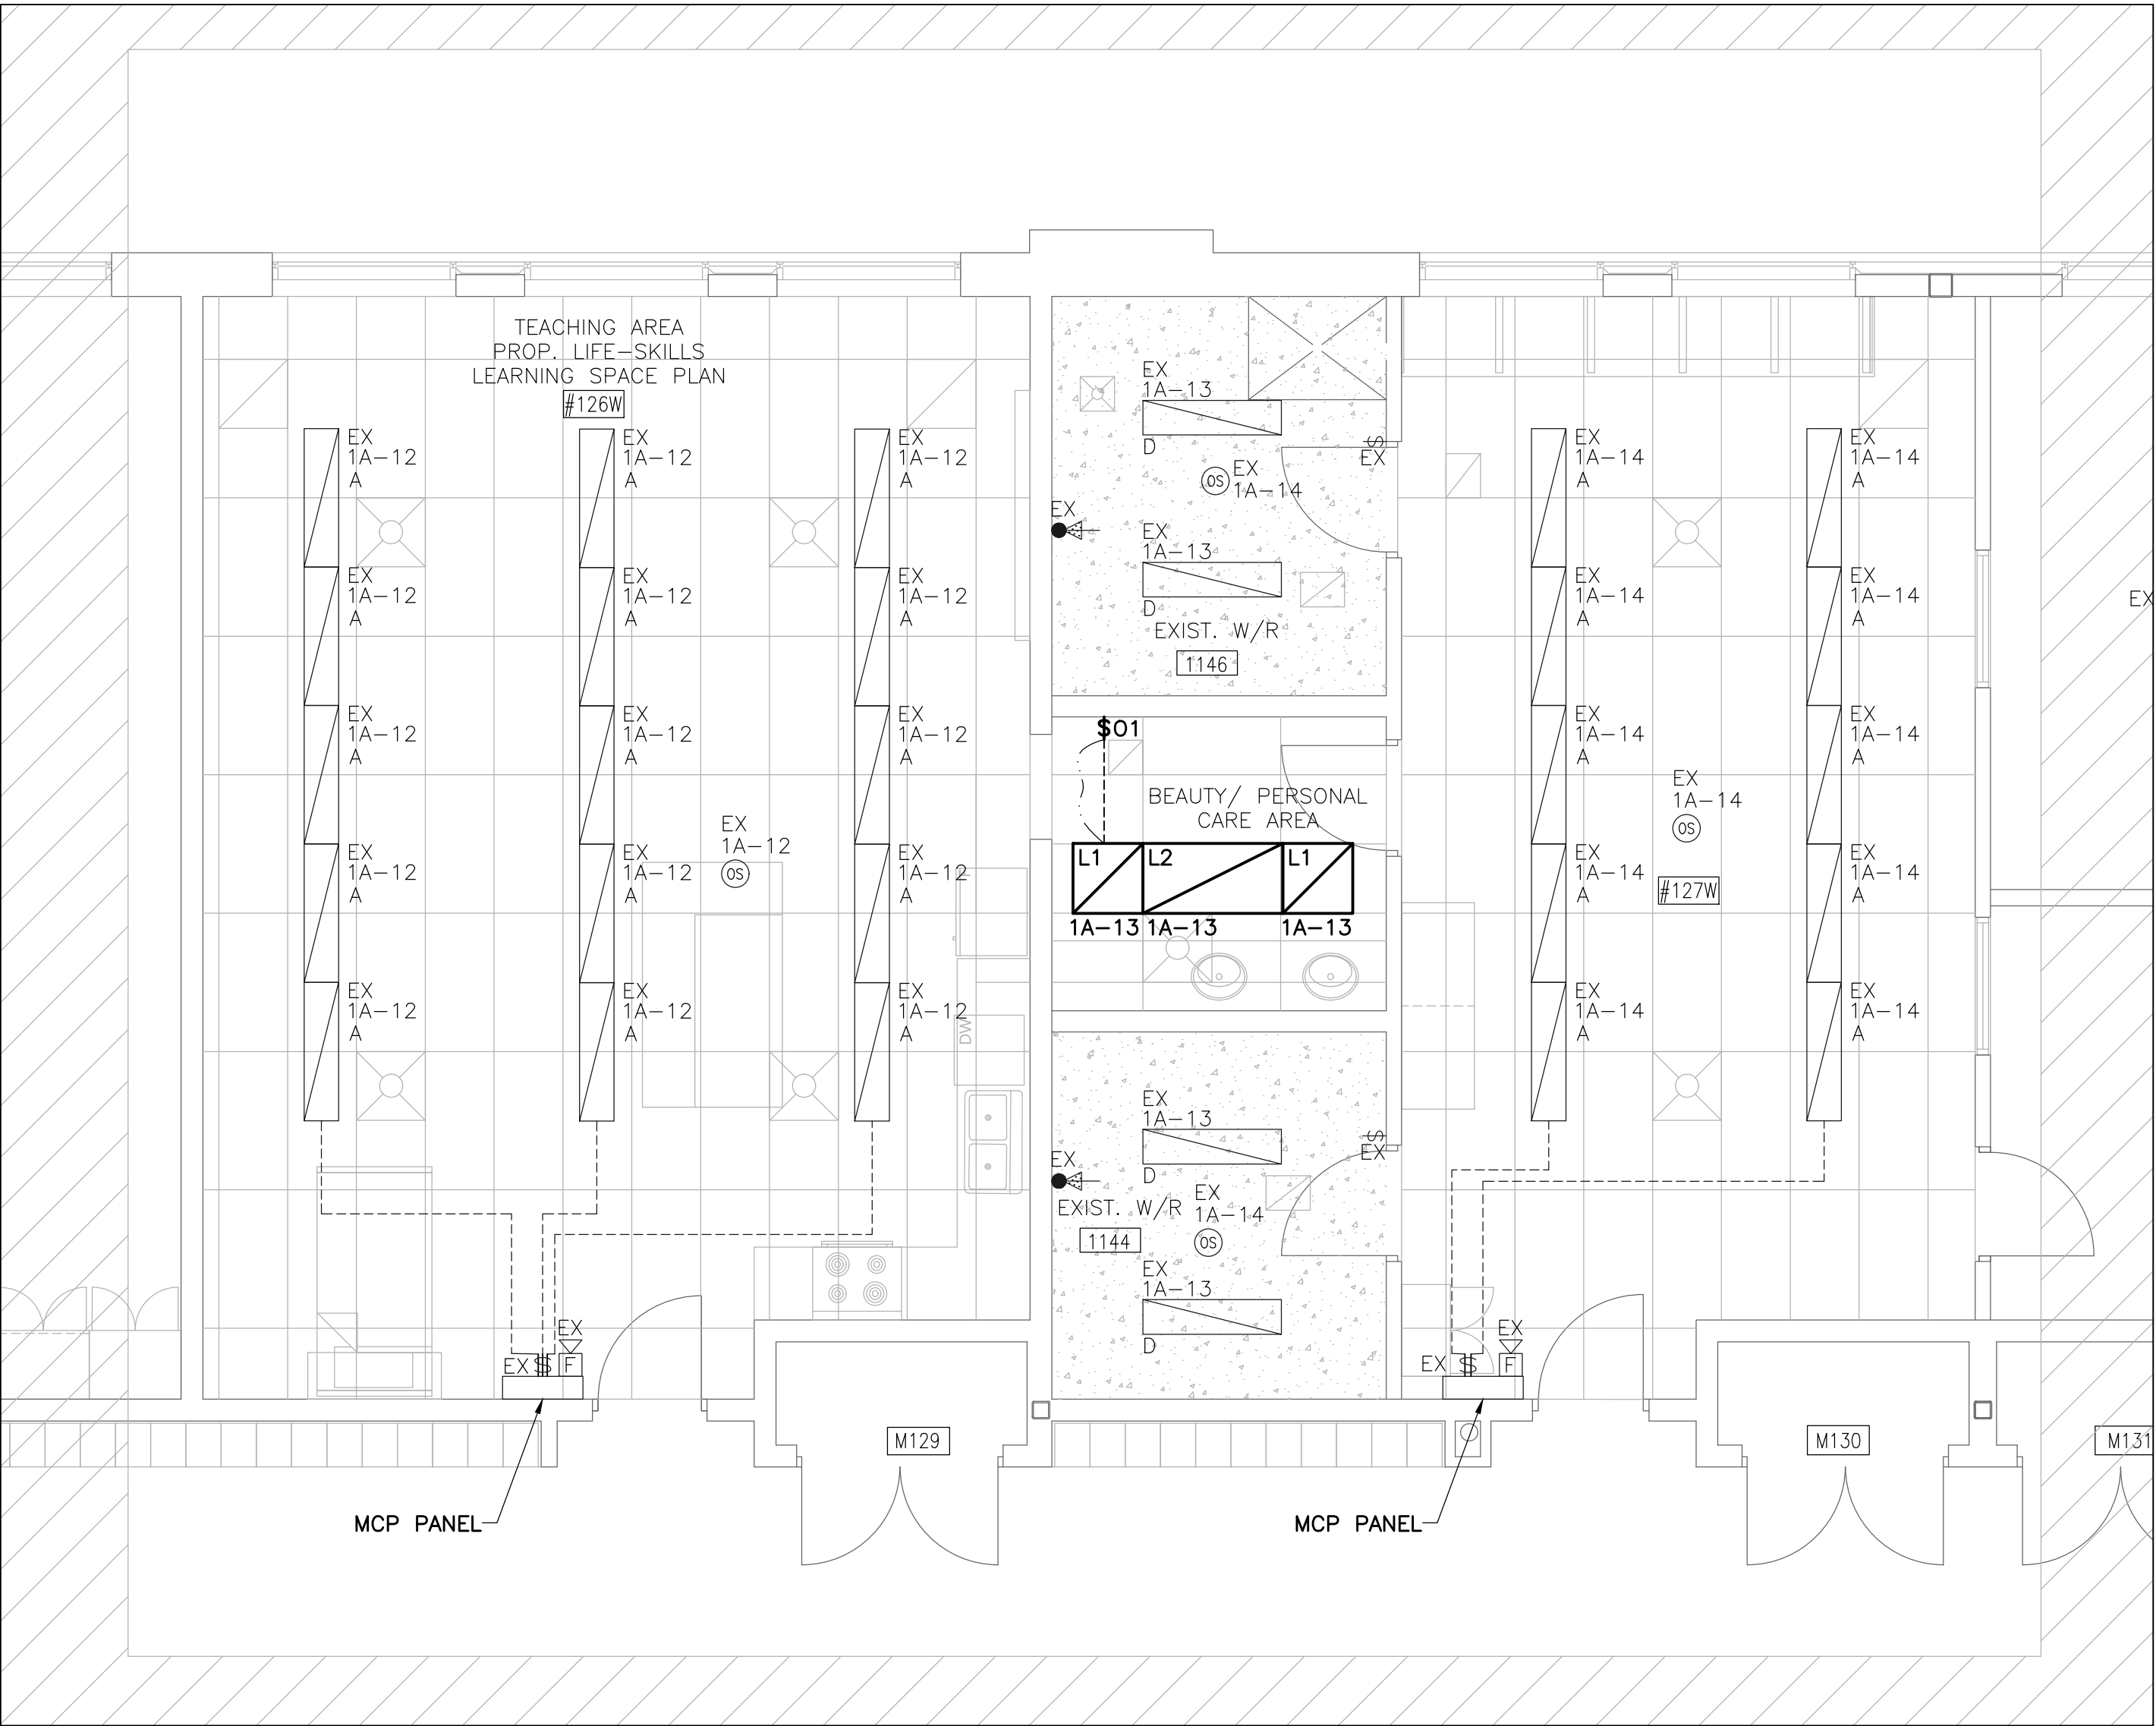 TEACHING AREA
PROP. LIFE-SKILLS
LEARNING SPACE PLAN
#126W
EX
1A-12
A
EX
1A-12
A
EX
1A-12
A
EX
1A-12
A
EX
1A-12
A
EX
1A-12
A
EX
1A-12
A
EX
1A-12
A
EX
1A-12
A
EX
1A-12
A
EX
1A-12
A
EX
1A-12
A
EX
1A-12
A
EX
1A-12
A
EX
1A-12
A
EX
1A-12
OS
DW
EX
EX $
F
MCP PANEL
M129
EX
1A-13
D
EX
1A-14
OS
EX
S
EX
EX
1A-13
D
EXIST. W/R
1146
$01
BEAUTY/ PERSONAL
CARE AREA
L1 L2 L1
1A-13 1A-13 1A-13
EX
1A-13
D
S
EX
EX
EXIST. W/R
1144
EX
1A-14
OS
EX
1A-13
D
EX
1A-14
A
EX
1A-14
A
EX
1A-14
A
EX
1A-14
A
EX
1A-14
A
EX
1A-14
A
EX
1A-14
A
EX
1A-14
A
EX
1A-14
A
EX
1A-14
A
EX
1A-14
OS
#127W
EX
EX
EX $
F
MCP PANEL
M130
M131